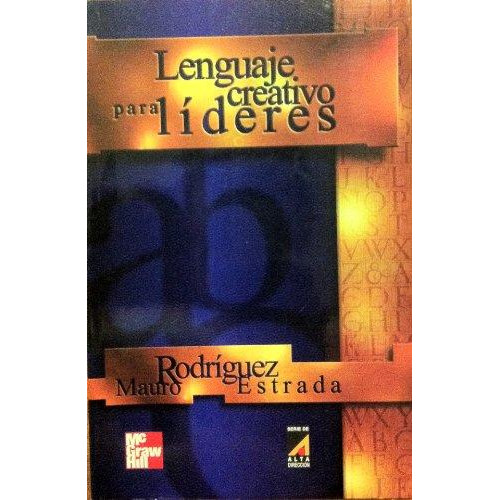 Lenguaje
creativo
para líderes
Rodríguez
Mauro Estrada
Mc
Graw
Hill
SERIE DE
ALTA
DIRECCIÓN